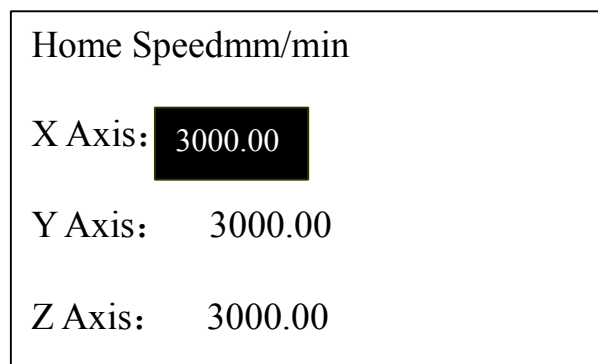 Home Speedmm/min
X Axis：3000.00
Y Axis： 3000.00
Z Axis： 3000.00